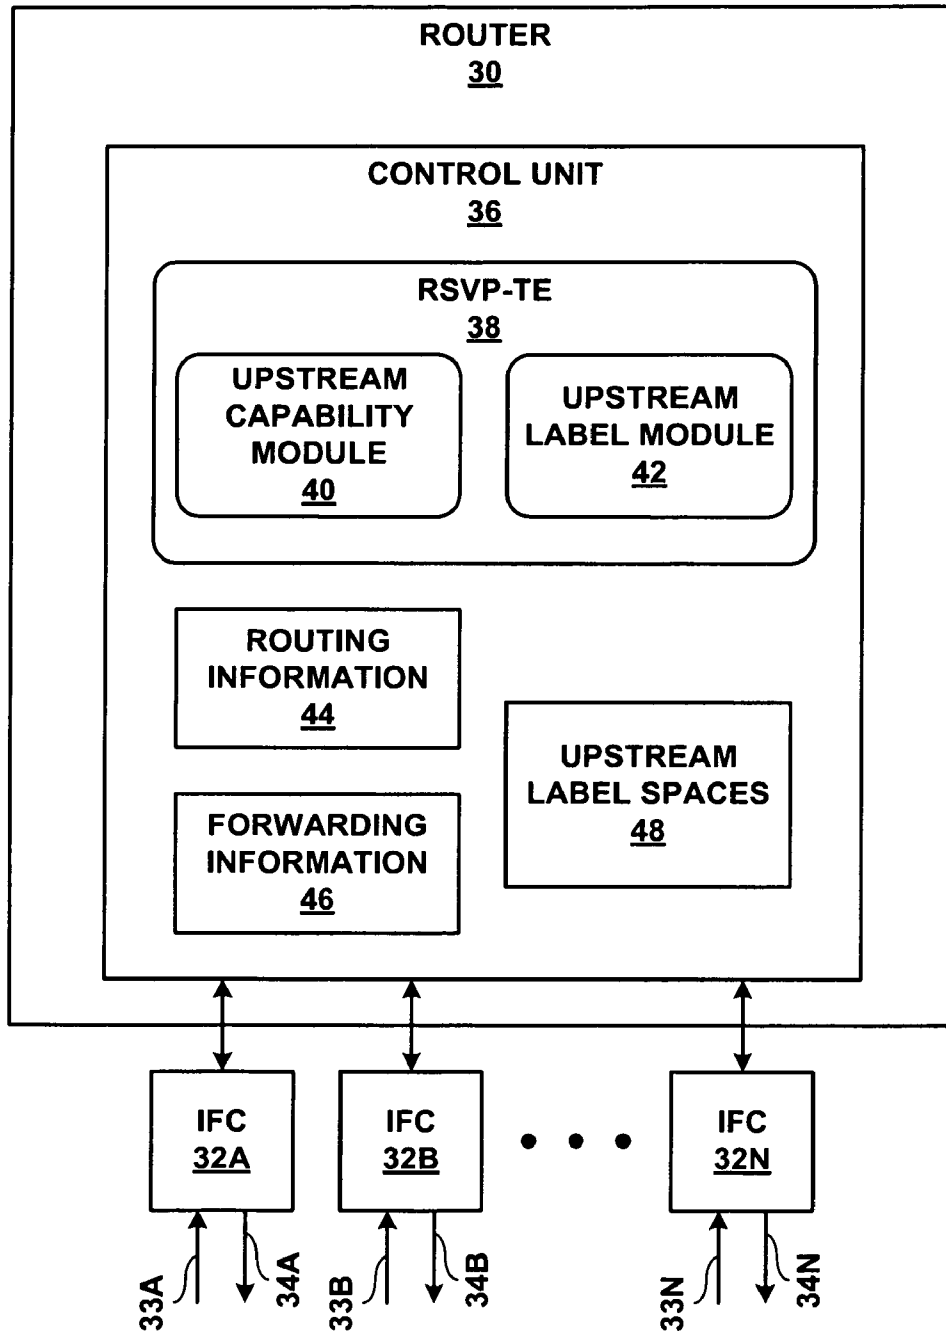 ROUTER
30
CONTROL UNIT
36
RSVP-TE
38
UPSTREAM
CAPABILITY
MODULE
40
UPSTREAM
LABEL MODULE
42
ROUTING
INFORMATION
44
FORWARDING
INFORMATION
46
UPSTREAM
LABEL SPACES
48
IFC
32A
IFC
32B
IFC
32N
33A
34A
33B
34B
33N
34N